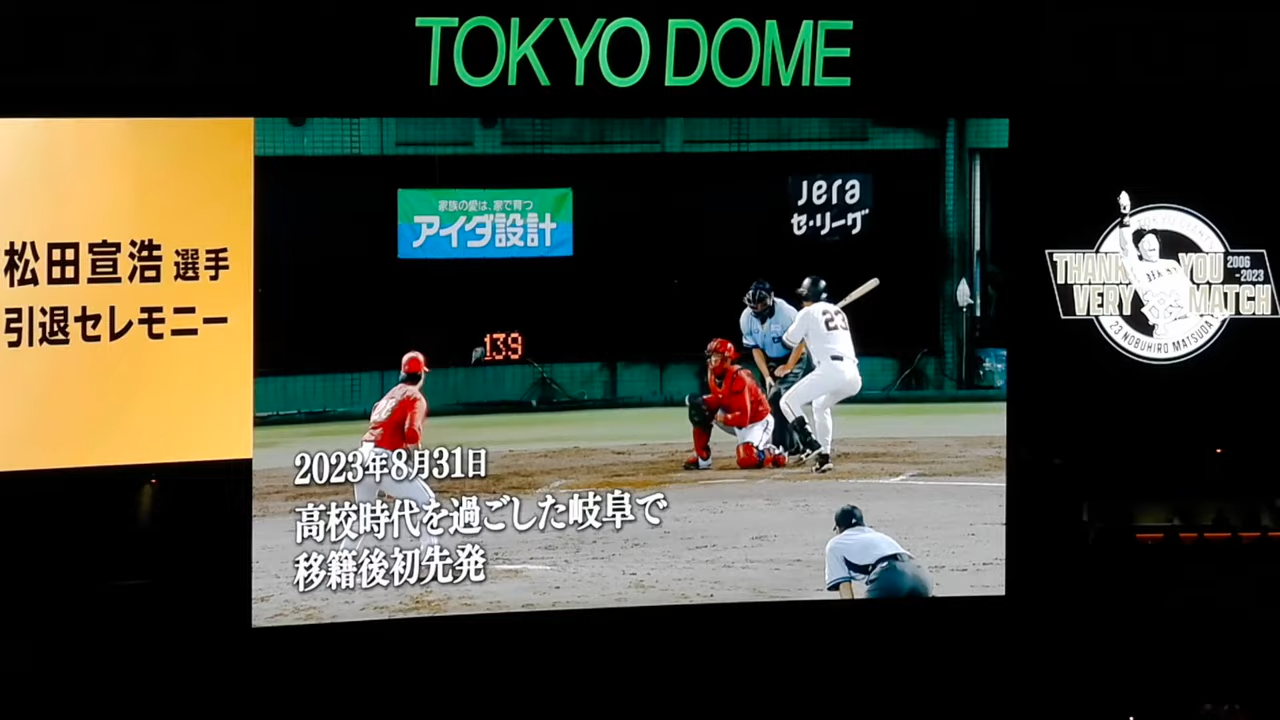 TOKYO DOME
松田宣浩 選手
引退セレモニー
家族の愛は、家で育つ
アイダ設計
Jera
セ・リーグ
139
23
2023年8月31日
高校時代を過ごした岐阜で
移籍後初先発
THANK YOU 2006
-2023
VERY MATCH
23 NOBUHIRO MATSUDA